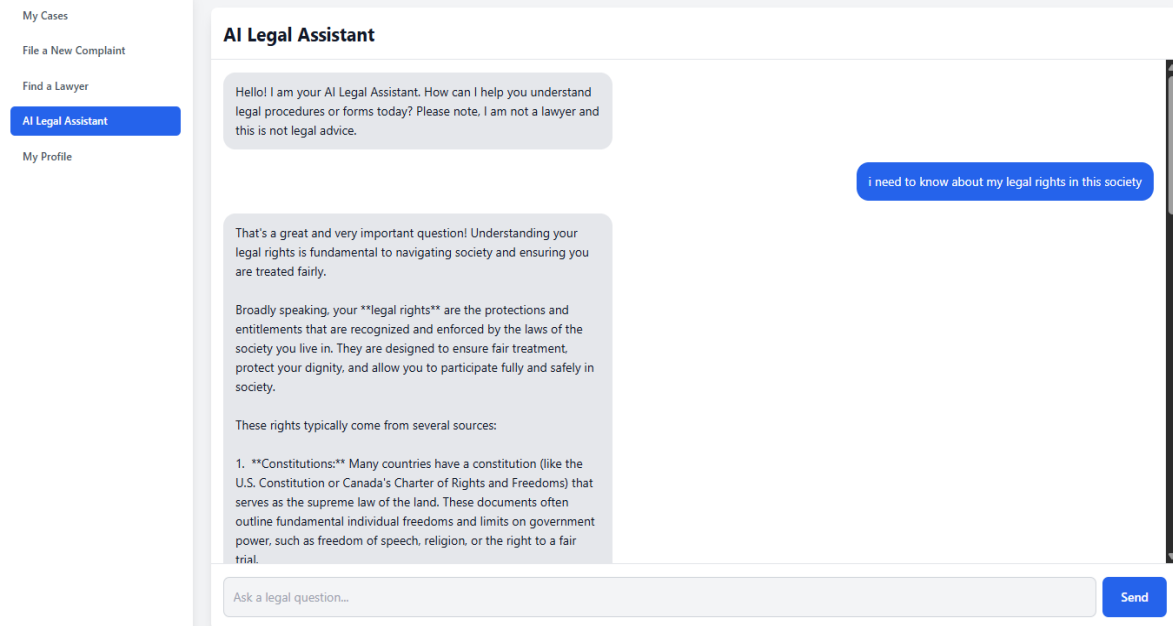 My Cases
File a New Complaint
Find a Lawyer
AI Legal Assistant
My Profile
AI Legal Assistant
Hello! I am your AI Legal Assistant. How can I help you understand
legal procedures or forms today? Please note, I am not a lawyer and
this is not legal advice.
i need to know about my legal rights in this society
That's a great and very important question! Understanding your
legal rights is fundamental to navigating society and ensuring you
are treated fairly.
Broadly speaking, your **legal rights** are the protections and
entitlements that are recognized and enforced by the laws of the
society you live in. They are designed to ensure fair treatment,
protect your dignity, and allow you to participate fully and safely in
society.
These rights typically come from several sources:
1. **Constitutions:** Many countries have a constitution (like the
U.S. Constitution or Canada's Charter of Rights and Freedoms) that
serves as the supreme law of the land. These documents often
outline fundamental individual freedoms and limits on government
power, such as freedom of speech, religion, or the right to a fair
trial.
Ask a legal question...
Send